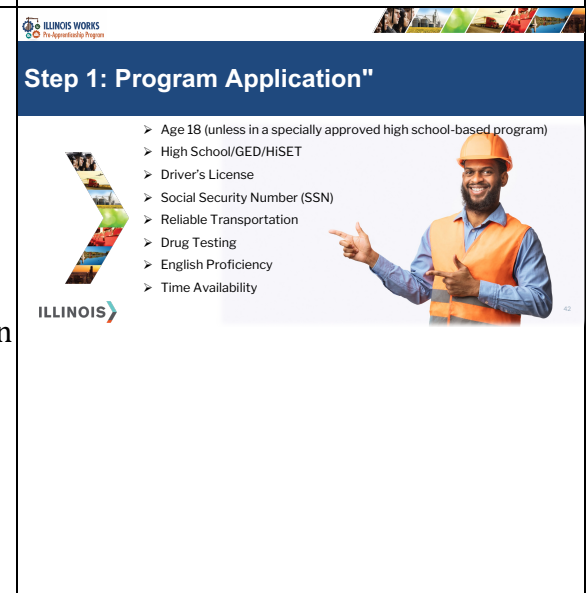 ILLINOIS WORKS
Pre-Apprenticeship Program
Step 1: Program Application"
➢ Age 18 (unless in a specially approved high school-based program)
➢ High School/GED/HiSET
➢ Driver’s License
➢ Social Security Number (SSN)
➢ Reliable Transportation
➢ Drug Testing
➢ English Proficiency
➢ Time Availability
ILLINOIS
42
n